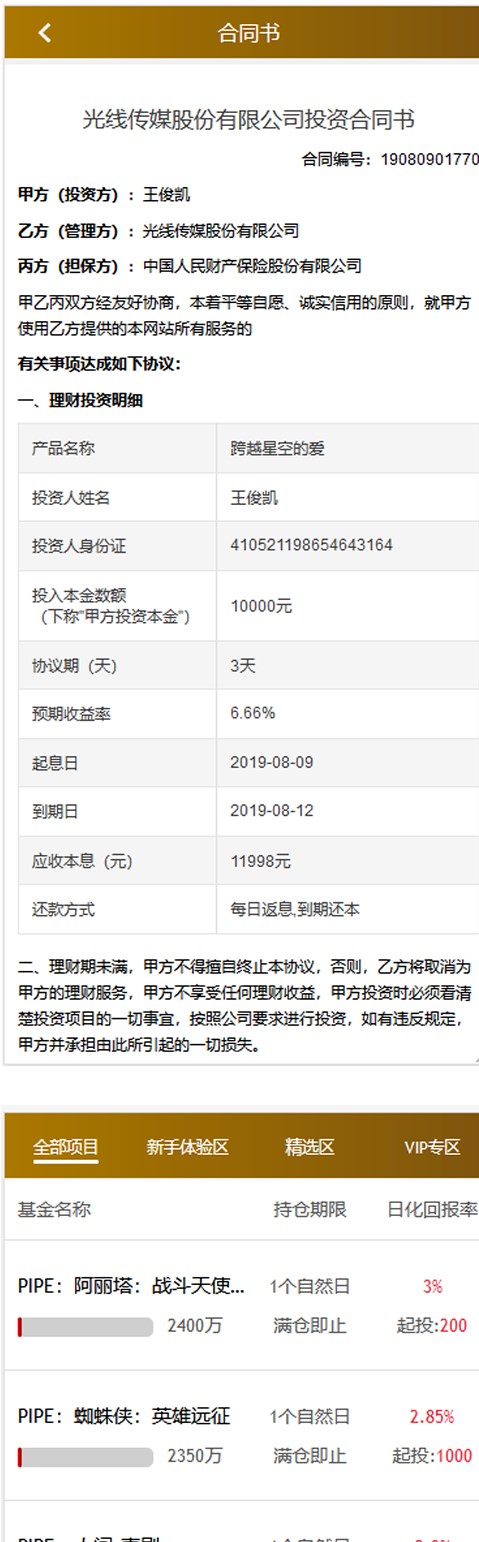 合同书
光线传媒股份有限公司投资合同书
合同编号：19080901770
甲方（投资方）：王俊凯
乙方（管理方）：光线传媒股份有限公司
丙方（担保方）：中国人民财产保险股份有限公司
甲乙丙双方经友好协商，本着平等自愿、诚实信用的原则，就甲方
使用乙方提供的本网站所有服务的
有关事项达成如下协议：
一、理财投资明细
产品名称 跨越星空的爱
投资人姓名 王俊凯
投资人身份证 410521198654643164
投入本金数额
（下称"甲方投资本金"） 10000元
协议期（天） 3天
预期收益率 6.66%
起息日 2019-08-09
到期日 2019-08-12
应收本息（元） 11998元
还款方式 每日返息,到期还本
二、理财期未满，甲方不得擅自终止本协议，否则，乙方将取消为
甲方的理财服务，甲方不享受任何理财收益，甲方投资时必须看清
楚投资项目的一切事宜，按照公司要求进行投资，如有违反规定，
甲方并承担由此所引起的一切损失。
全部项目 新手体验区 精选区 VIP专区
基金名称 持仓期限 日化回报率
PIPE：阿丽塔：战斗天使... 1个自然日 3%
2400万 满仓即止 起投:200
PIPE：蜘蛛侠：英雄远征 1个自然日 2.85%
2350万 满仓即止 起投:1000